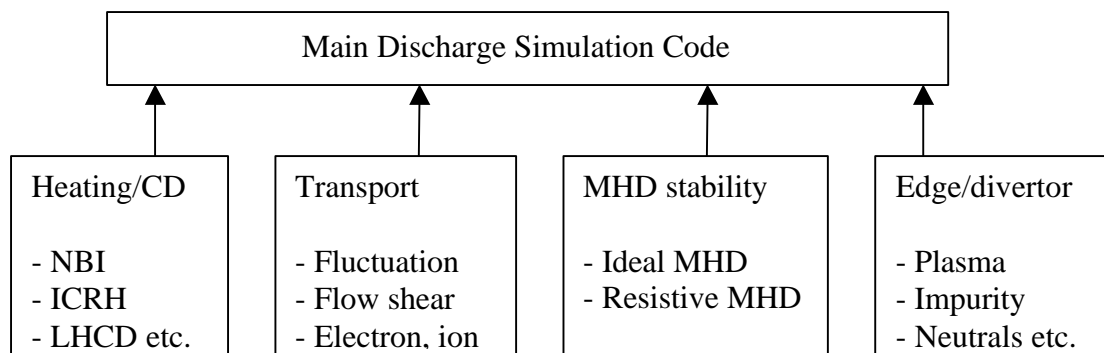 Main Discharge Simulation Code
Heating/CD
- NBI
- ICRH
- LHCD etc.
Transport
- Fluctuation
- Flow shear
- Electron, ion
MHD stability
- Ideal MHD
- Resistive MHD
Edge/divertor
- Plasma
- Impurity
- Neutrals etc.